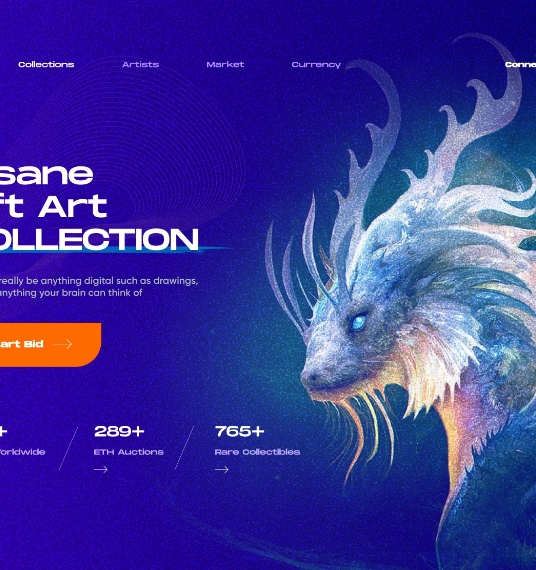 Collections Artists Market Currency Conne
sane
ft Art
OLLECTION
really be anything digital such as drawings,
anything your brain can think of
art Bid
+ 289+ 765+
orldwide ETH Auctions Rare Collectibles